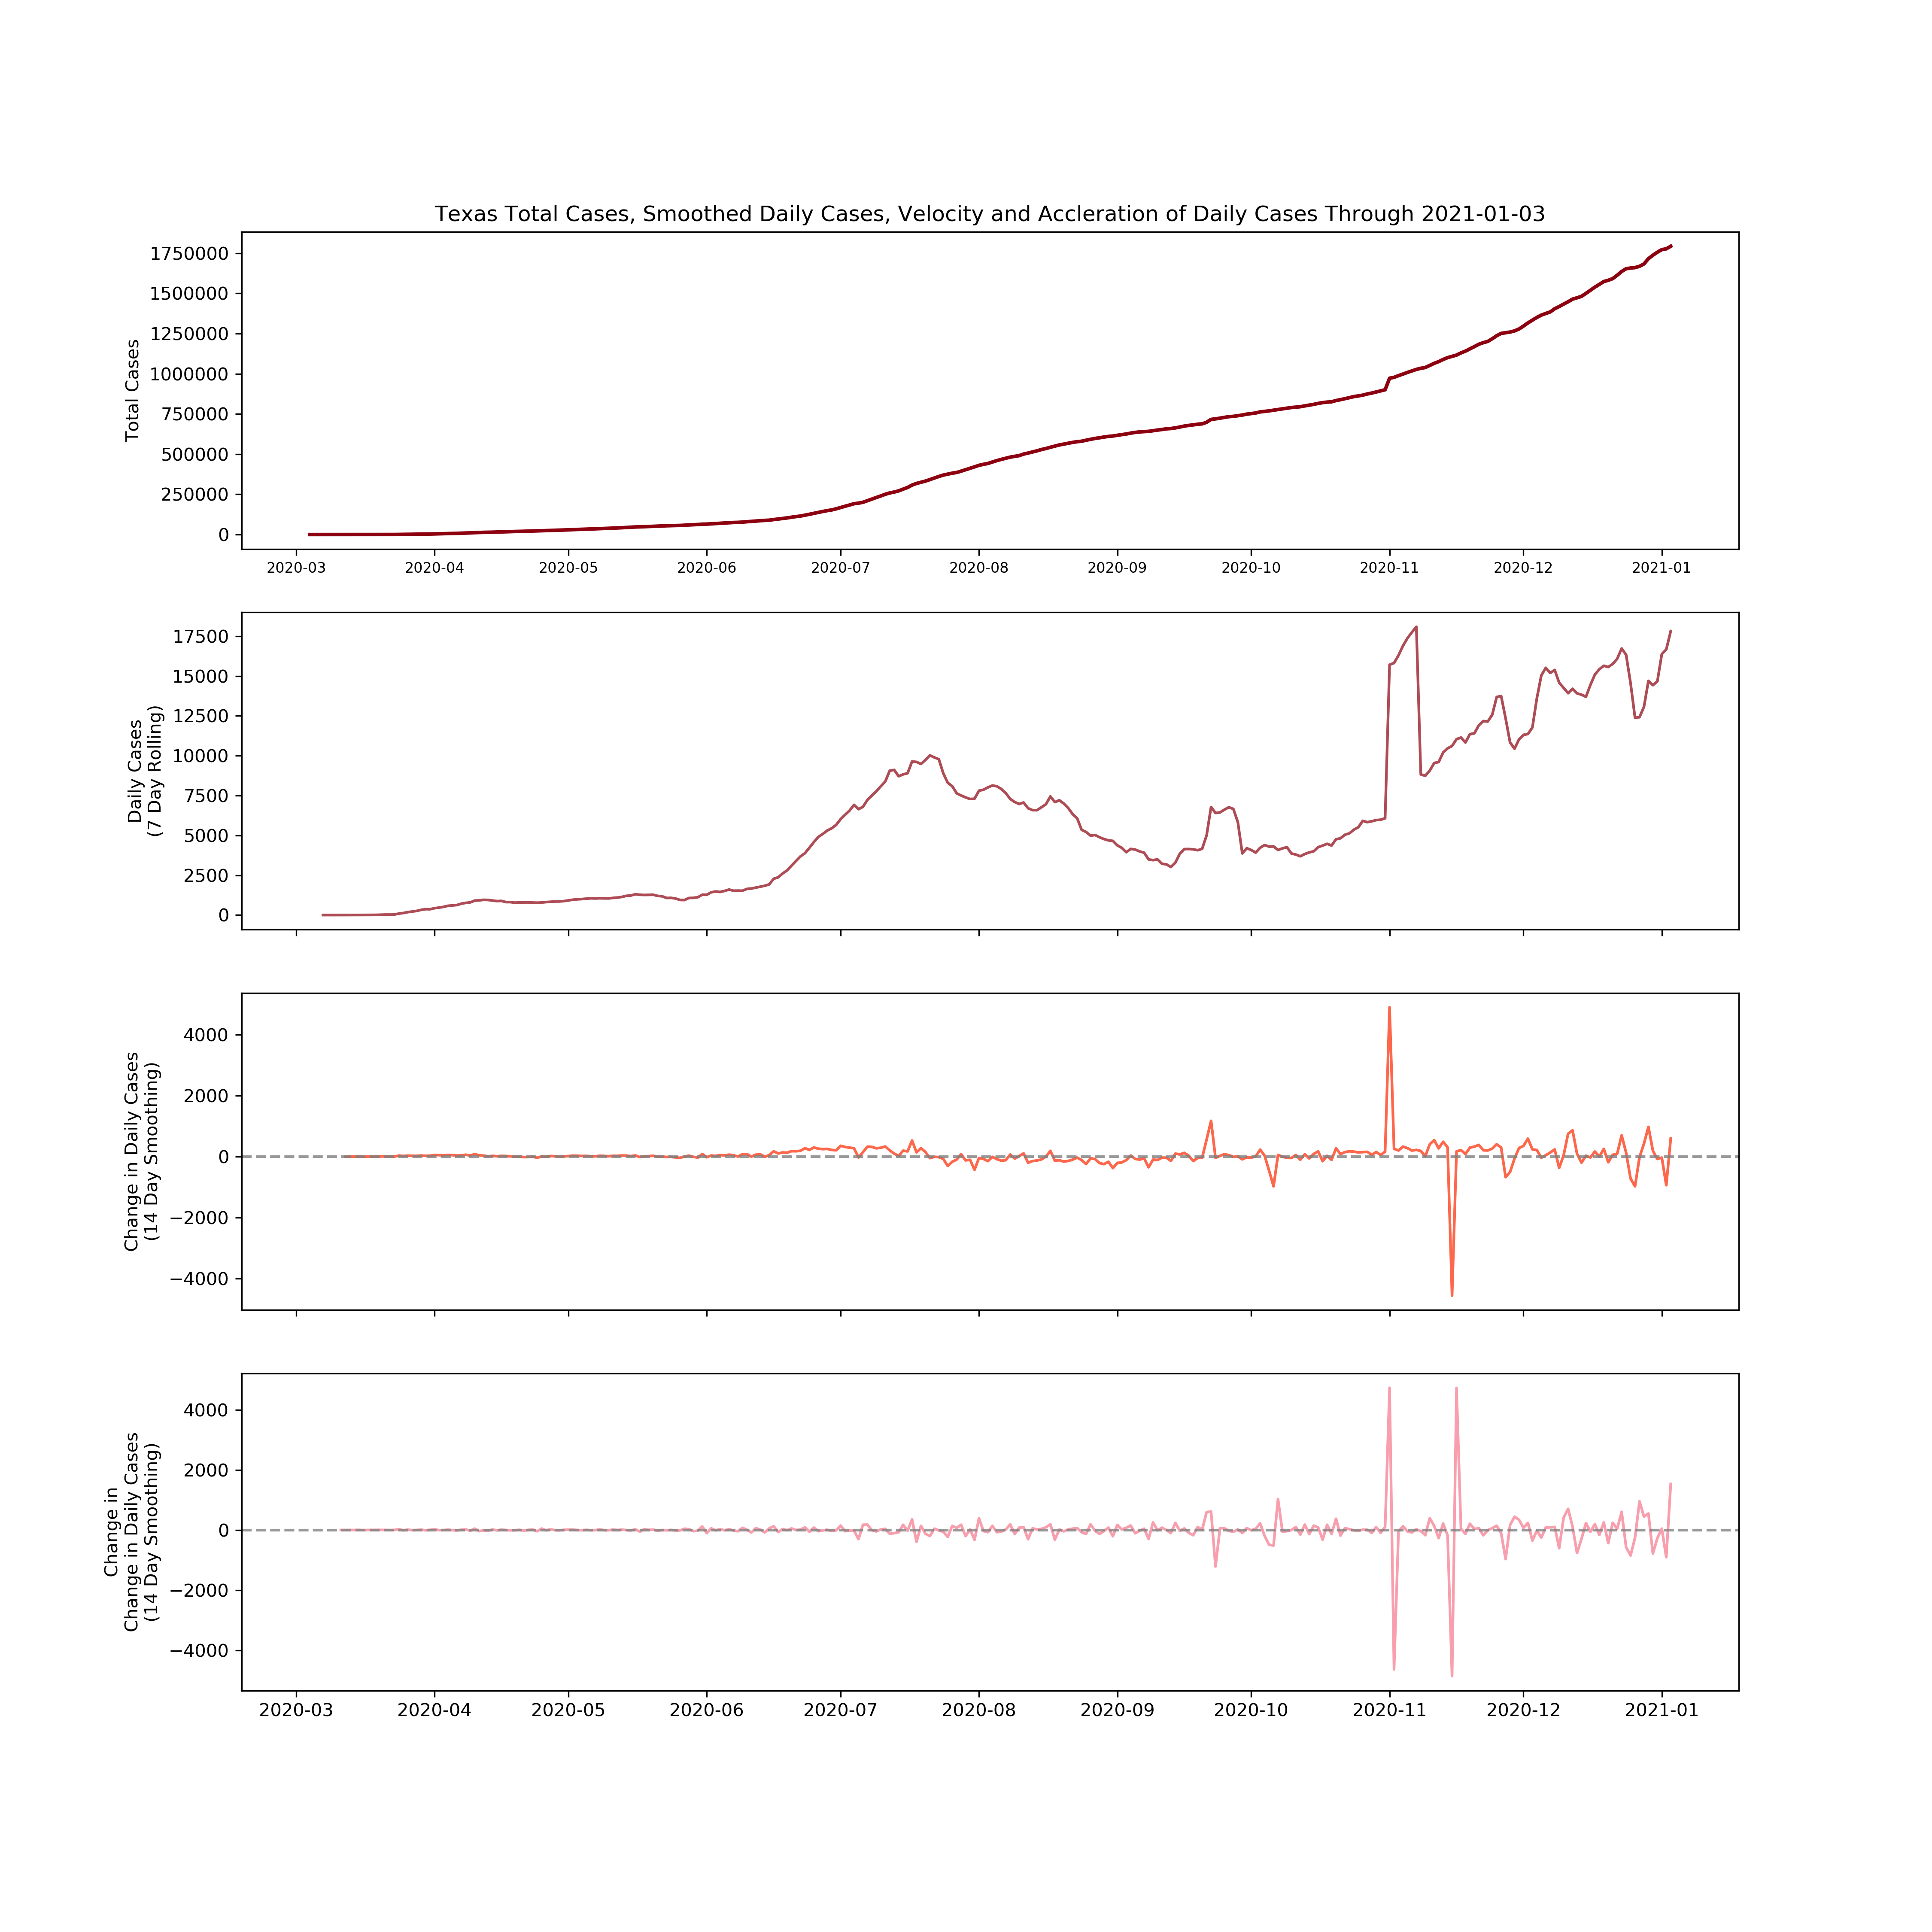 Texas Total Cases, Smoothed Daily Cases, Velocity and Accleration of Daily Cases Through 2021-01-03
Total Cases
1750000
1500000
1250000
1000000
750000
500000
250000
0
2020-03 2020-04 2020-05 2020-06 2020-07 2020-08 2020-09 2020-10 2020-11 2020-12 2021-01
Daily Cases
(7 Day Rolling)
17500
15000
12500
10000
7500
5000
2500
0
Change in Daily Cases
(14 Day Smoothing)
4000
2000
0
−2000
−4000
Change in
Change in Daily Cases
(14 Day Smoothing)
4000
2000
0
−2000
−4000
2020-03 2020-04 2020-05 2020-06 2020-07 2020-08 2020-09 2020-10 2020-11 2020-12 2021-01